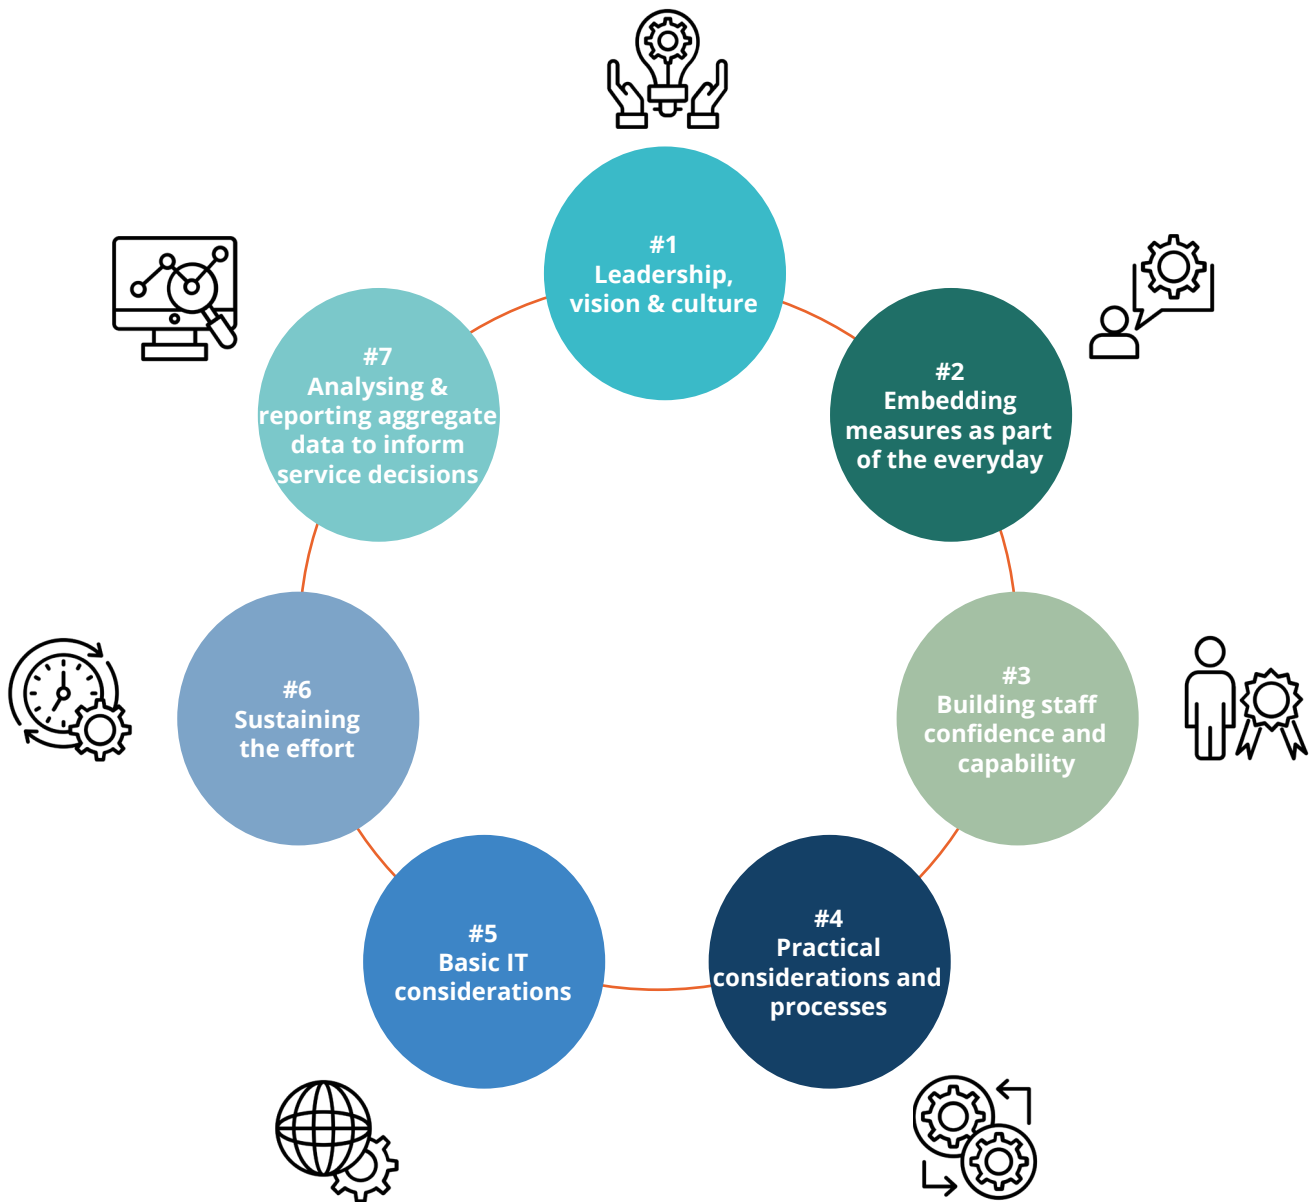 #1
Leadership,
vision & culture
#2
Embedding
measures as part
of the everyday
#3
Building staff
confidence and
capability
#4
Practical
considerations and
processes
#5
Basic IT
considerations
#6
Sustaining
the effort
#7
Analysing &
reporting aggregate
data to inform
service decisions